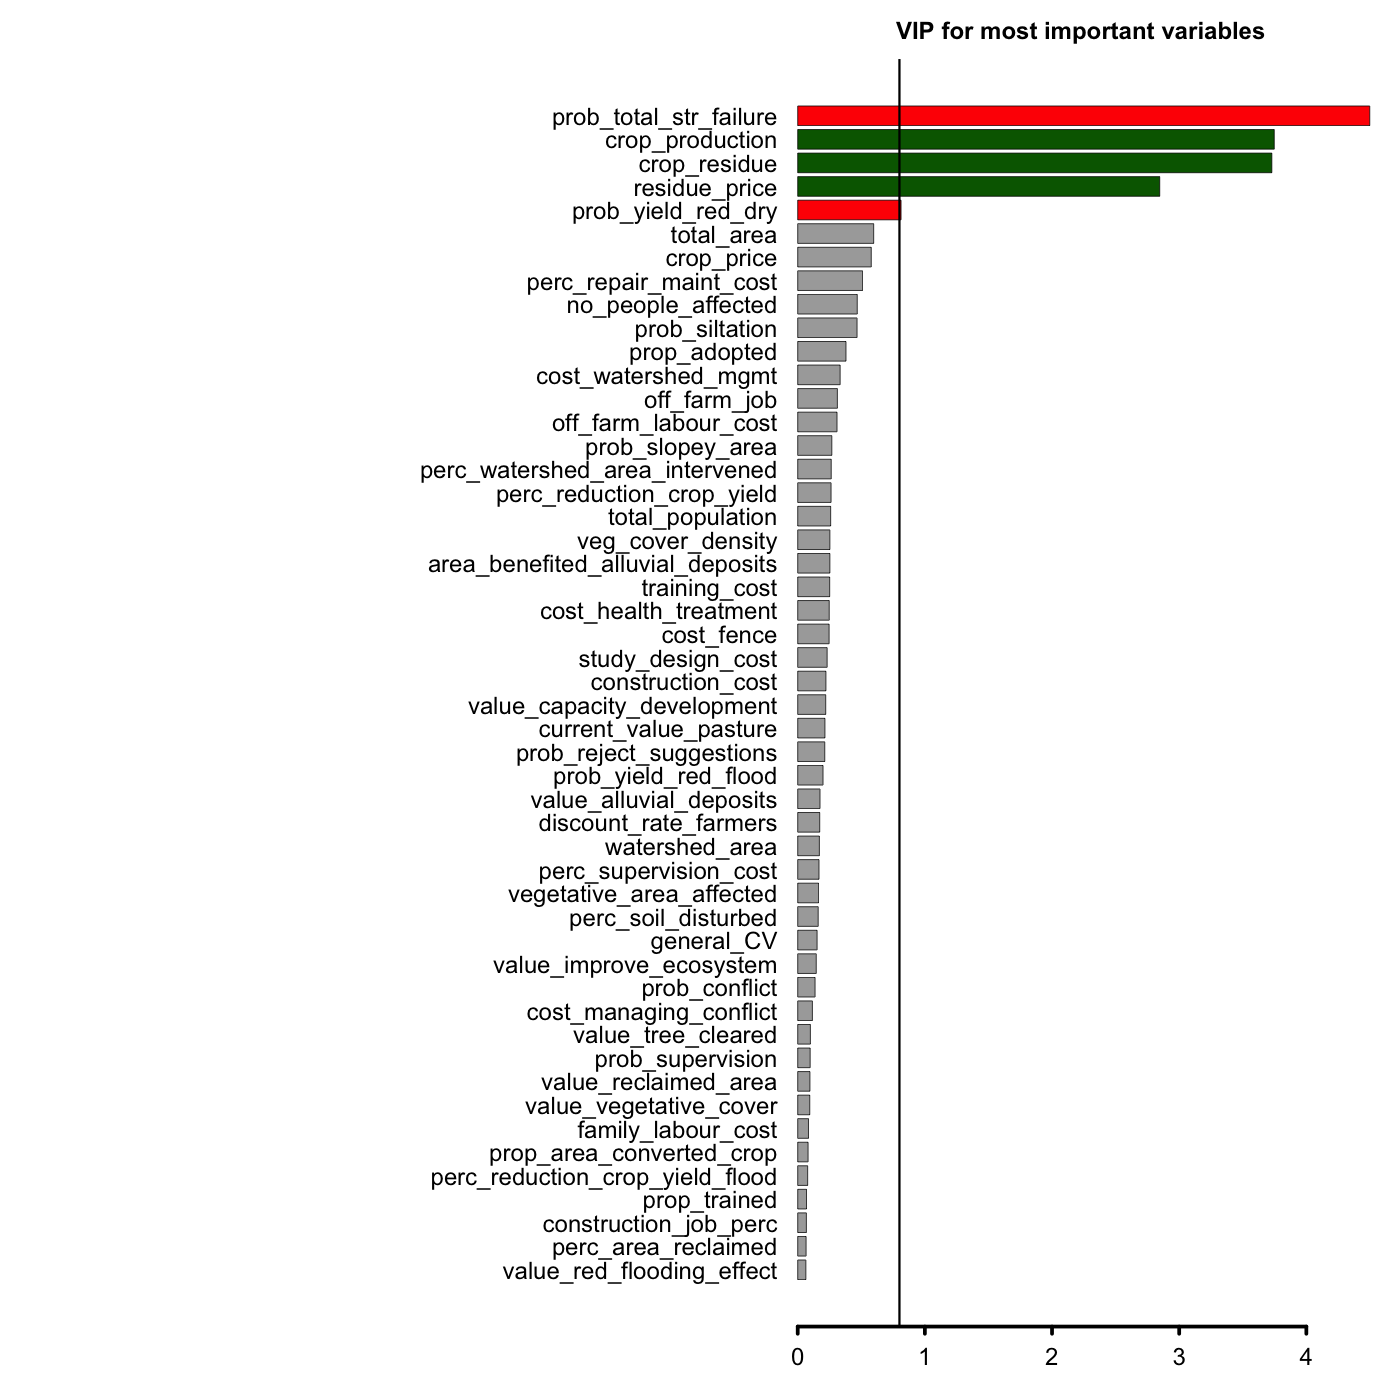 VIP for most important variables
prob_total_str_failure
crop_production
crop_residue
residue_price
prob_yield_red_dry
total_area
crop_price
perc_repair_maint_cost
no_people_affected
prob_siltation
prop_adopted
cost_watershed_mgmt
off_farm_job
off_farm_labour_cost
prob_slopey_area
perc_watershed_area_intervened
perc_reduction_crop_yield
total_population
veg_cover_density
area_benefited_alluvial_deposits
training_cost
cost_health_treatment
cost_fence
study_design_cost
construction_cost
value_capacity_development
current_value_pasture
prob_reject_suggestions
prob_yield_red_flood
value_alluvial_deposits
discount_rate_farmers
watershed_area
perc_supervision_cost
vegetative_area_affected
perc_soil_disturbed
general_CV
value_improve_ecosystem
prob_conflict
cost_managing_conflict
value_tree_cleared
prob_supervision
value_reclaimed_area
value_vegetative_cover
family_labour_cost
prop_area_converted_crop
perc_reduction_crop_yield_flood
prop_trained
construction_job_perc
perc_area_reclaimed
value_red_flooding_effect
0 1 2 3 4